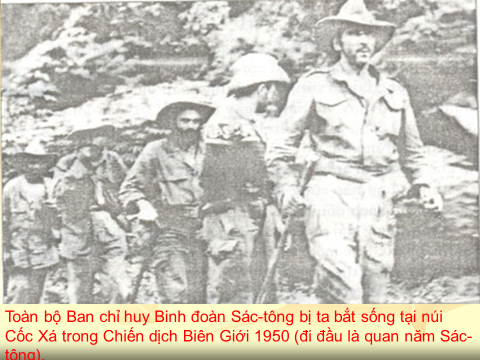 Toàn bộ Ban chỉ huy Binh đoàn Sác-tông bị ta bắt sống tại núi
Cốc Xá trong Chiến dịch Biên Giới 1950 (đi đầu là quan năm Sác-
tông).